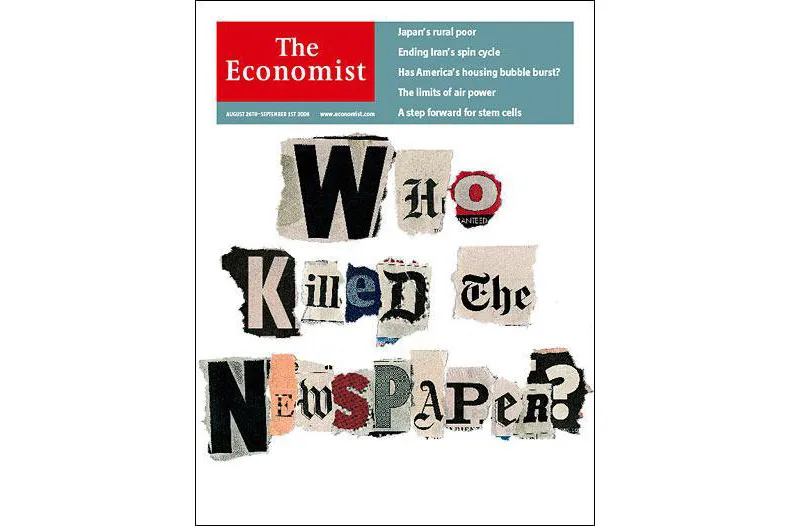 The
Economist
AUGUST 26TH–SEPTEMBER 1ST 2006 www.economist.com
Japan's rural poor
Ending Iran's spin cycle
Has America's housing bubble burst?
The limits of air power
A step forward for stem cells
WHO
KilleD The
NEwSPAPeR?